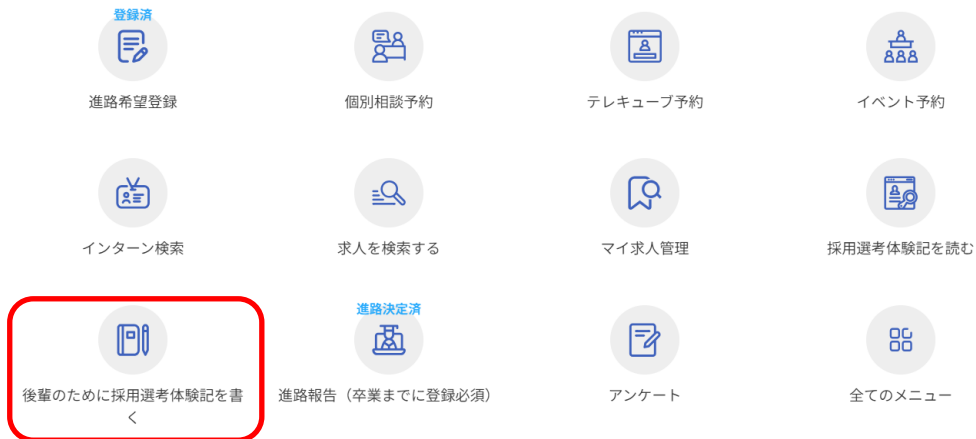 登録済
進路希望登録
個別相談予約
テレキューブ予約
イベント予約
インターン検索
求人を検索する
マイ求人管理
採用選考体験記を読む
後輩のために採用選考体験記を書
く
進路決定済
進路報告（卒業までに登録必須）
アンケート
全てのメニュー